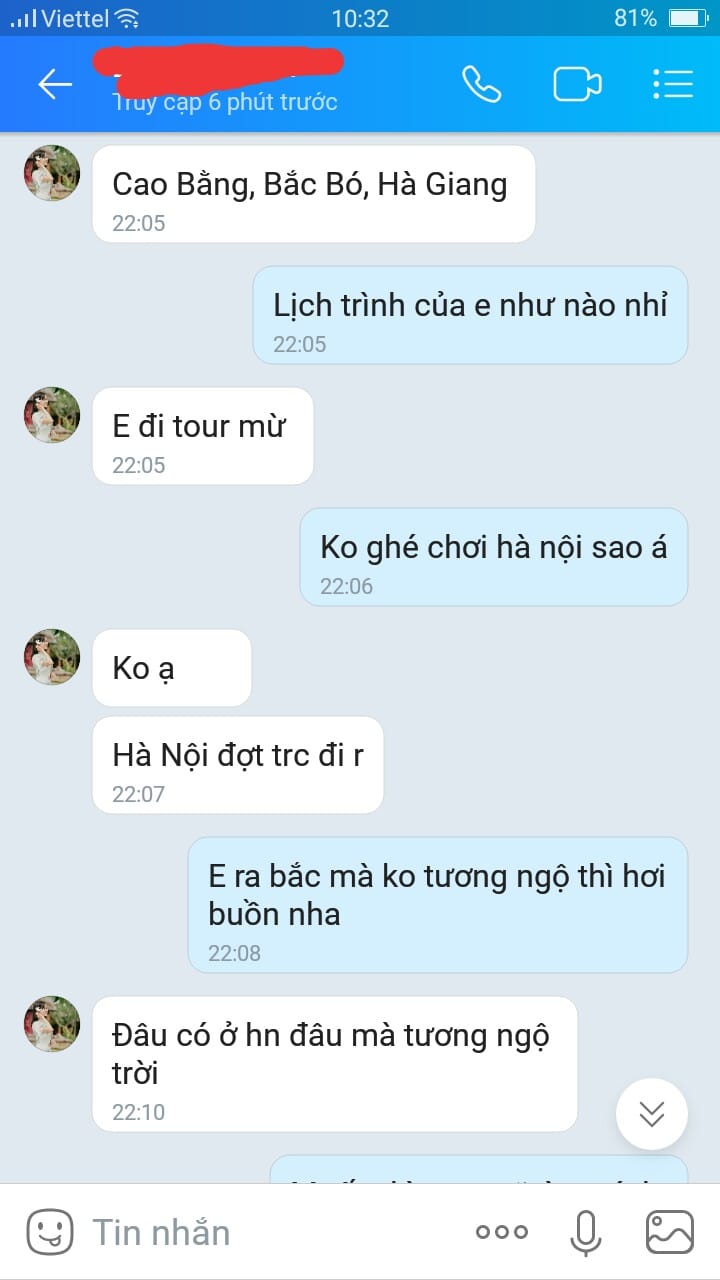 Viettel
10:32
81%
Truy cập 6 phút trước
Cao Bằng, Bắc Bó, Hà Giang
22:05
Lịch trình của e như nào nhỉ
22:05
E đi tour mừ
22:05
Ko ghé chơi hà nội sao á
22:06
Ko ạ
Hà Nội đợt trc đi r
22:07
E ra bắc mà ko tương ngộ thì hơi
buồn nha
22:08
Đâu có ở hn đâu mà tương ngộ
trời
22:10
Tin nhắn